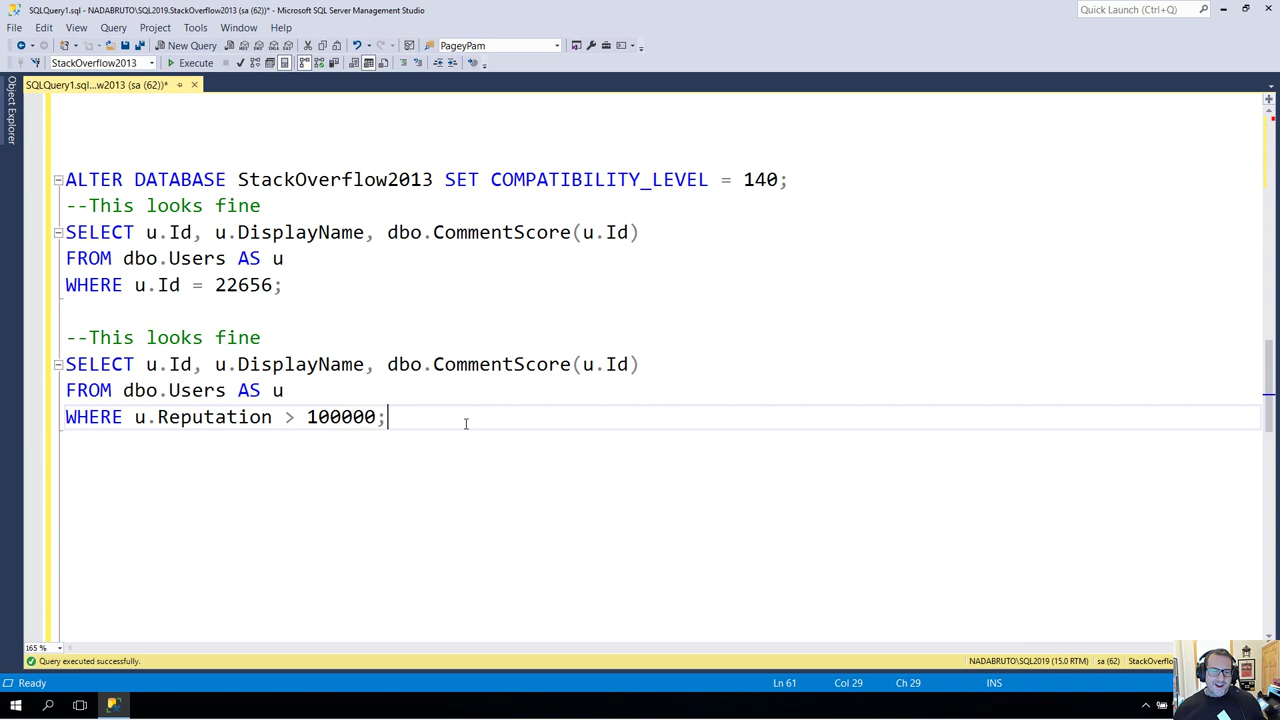 SQLQuery1.sql - NADABRUTO\SQL2019.StackOverflow2013 (sa (62))* - Microsoft SQL Server Management Studio
Quick Launch (Ctrl+Q)
File Edit View Query Project Tools Window Help
New Query
PageyPam
StackOverflow2013
Execute
SQLQuery1.sql...w2013 (sa (62))*
Object Explorer
ALTER DATABASE StackOverflow2013 SET COMPATIBILITY_LEVEL = 140;
--This looks fine
SELECT u.Id, u.DisplayName, dbo.CommentScore(u.Id)
FROM dbo.Users AS u
WHERE u.Id = 22656;
--This looks fine
SELECT u.Id, u.DisplayName, dbo.CommentScore(u.Id)
FROM dbo.Users AS u
WHERE u.Reputation > 100000;
165 %
Query executed successfully.
NADABRUTO\SQL2019 (15.0 RTM) sa (62) StackOverflo
Ready
Ln 61 Col 29 Ch 29 INS